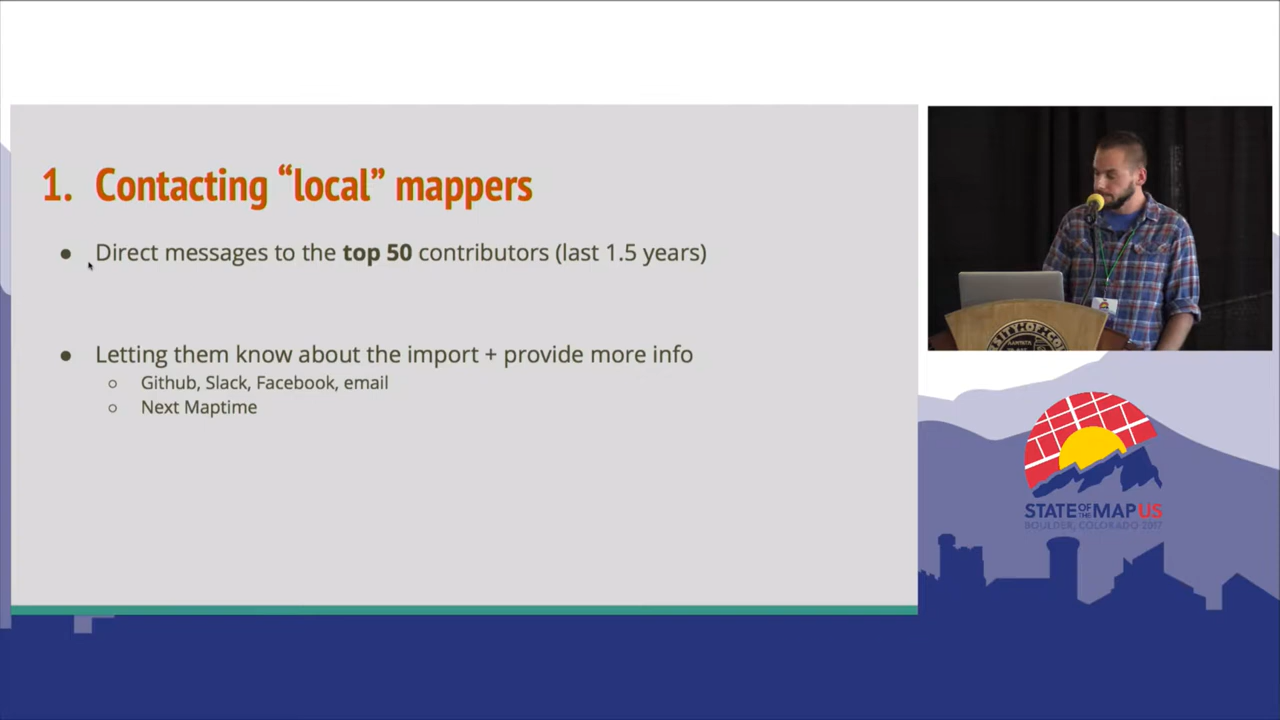 1. Contacting “local” mappers
● Direct messages to the top 50 contributors (last 1.5 years)
● Letting them know about the import + provide more info
○ Github, Slack, Facebook, email
○ Next Maptime
STATE OF THE MAP US
BOULDER, COLORADO 2017